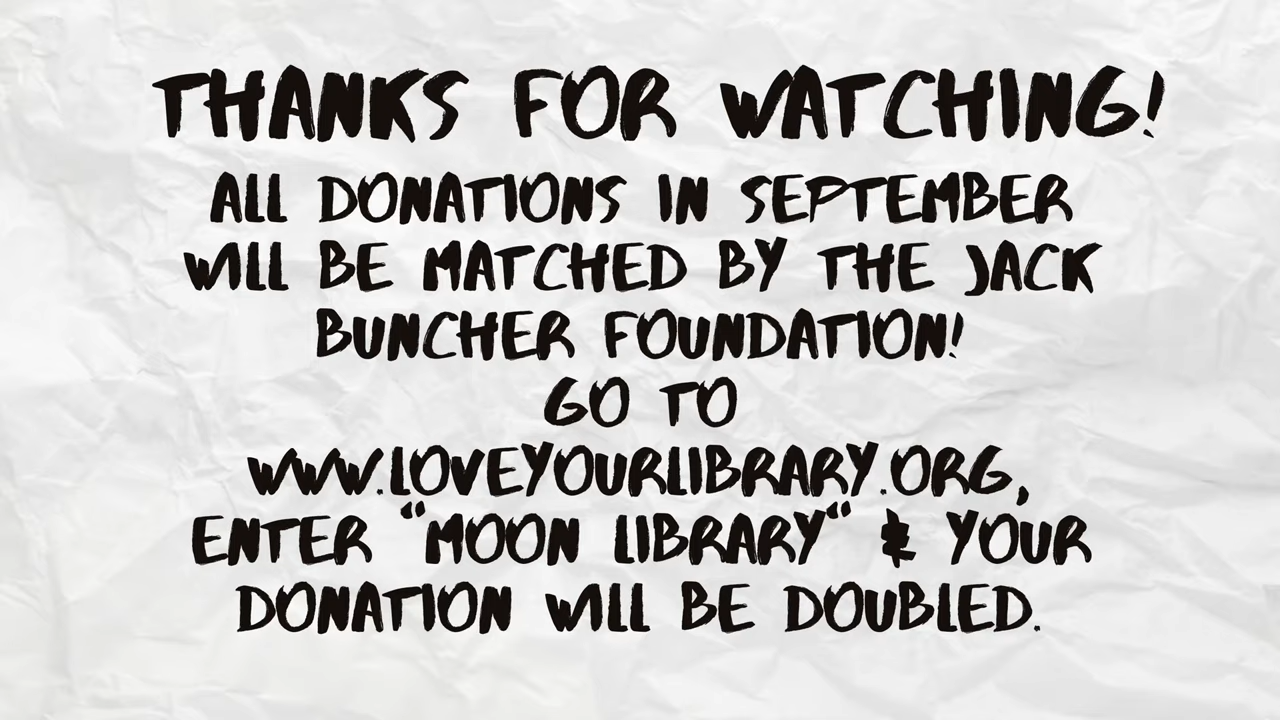 THANKS FOR WATCHING!
ALL DONATIONS IN SEPTEMBER
WILL BE MATCHED BY THE JACK
BUNCHER FOUNDATION!
GO TO
WWW.LOVEYOURLIBRARY.ORG,
ENTER “MOON LIBRARY“ & YOUR
DONATION WILL BE DOUBLED.